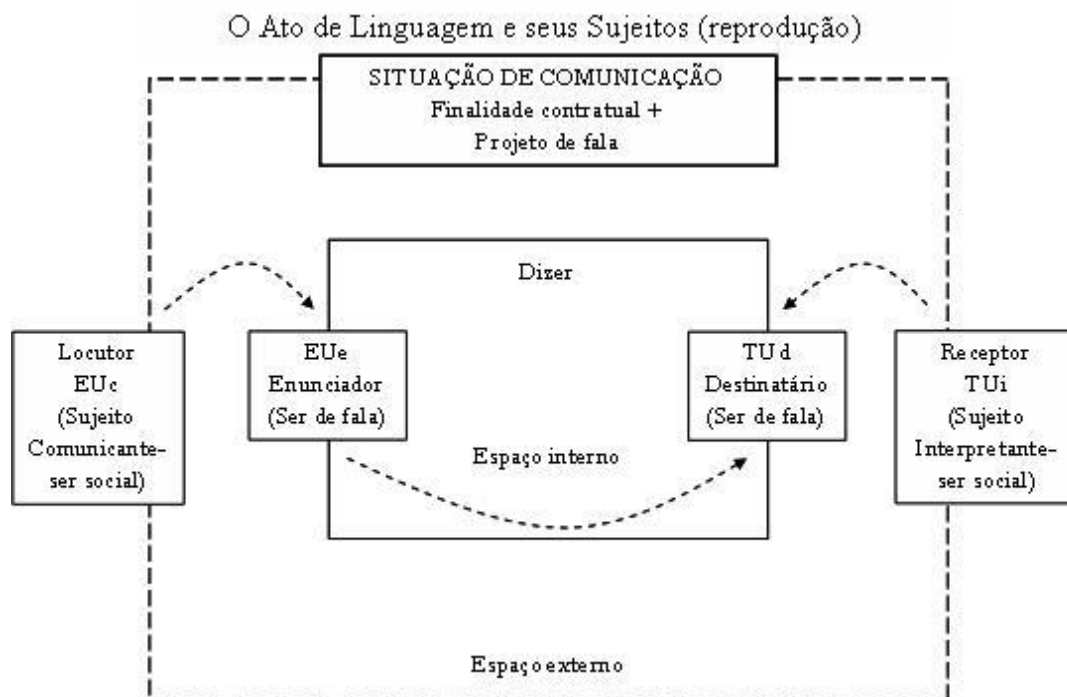 O Ato de Linguagem e seus Sujeitos (reprodução)
SITUAÇÃO DE COMUNICAÇÃO
Finalidade contratual +
Projeto de fala
Dizer
Locutor
EUc
(Sujeito
Comunicante-
ser social)
EUe
Enunciador
(Ser de fala)
TUd
Destinatário
(Ser de fala)
Receptor
TUi
(Sujeito
Interpretante-
ser social)
Espaço interno
Espaço externo